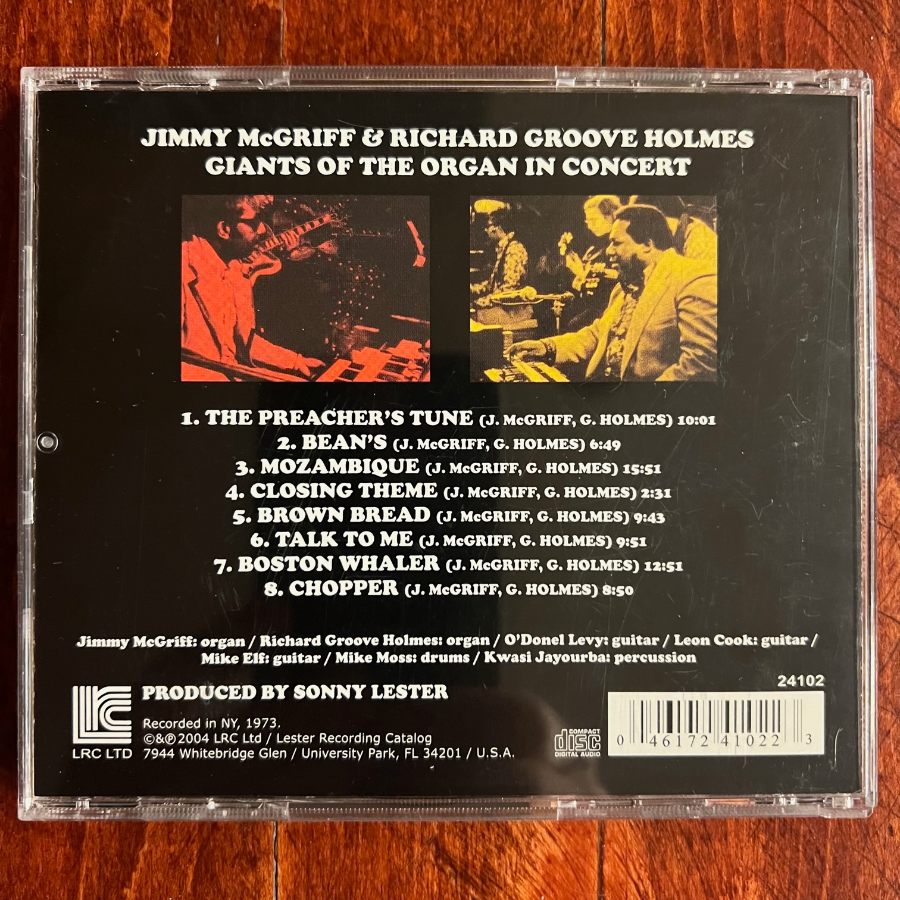 JIMMY McGRIFF & RICHARD GROOVE HOLMES
GIANTS OF THE ORGAN IN CONCERT
1. THE PREACHER'S TUNE (J. McGRIFF, G. HOLMES) 10:01
2. BEAN'S (J. McGRIFF, G. HOLMES) 6:49
3. MOZAMBIQUE (J. McGRIFF, G. HOLMES) 15:51
4. CLOSING THEME (J. McGRIFF, G. HOLMES) 2:31
5. BROWN BREAD (J. McGRIFF, G. HOLMES) 9:43
6. TALK TO ME (J. McGRIFF, G. HOLMES) 9:51
7. BOSTON WHALER (J. McGRIFF, G. HOLMES) 12:51
8. CHOPPER (J. McGRIFF, G. HOLMES) 8:50
Jimmy McGriff: organ / Richard Groove Holmes: organ / O'Donel Levy: guitar / Leon Cook: guitar /
Mike Elf: guitar / Mike Moss: drums / Kwasi Jayourba: percussion
LRC LTD
PRODUCED BY SONNY LESTER
Recorded in NY, 1973.
©&℗2004 LRC Ltd / Lester Recording Catalog
7944 Whitebridge Glen / University Park, FL 34201 / U.S.A.
COMPACT
disc
DIGITAL AUDIO
24102
0 46172 41022 3